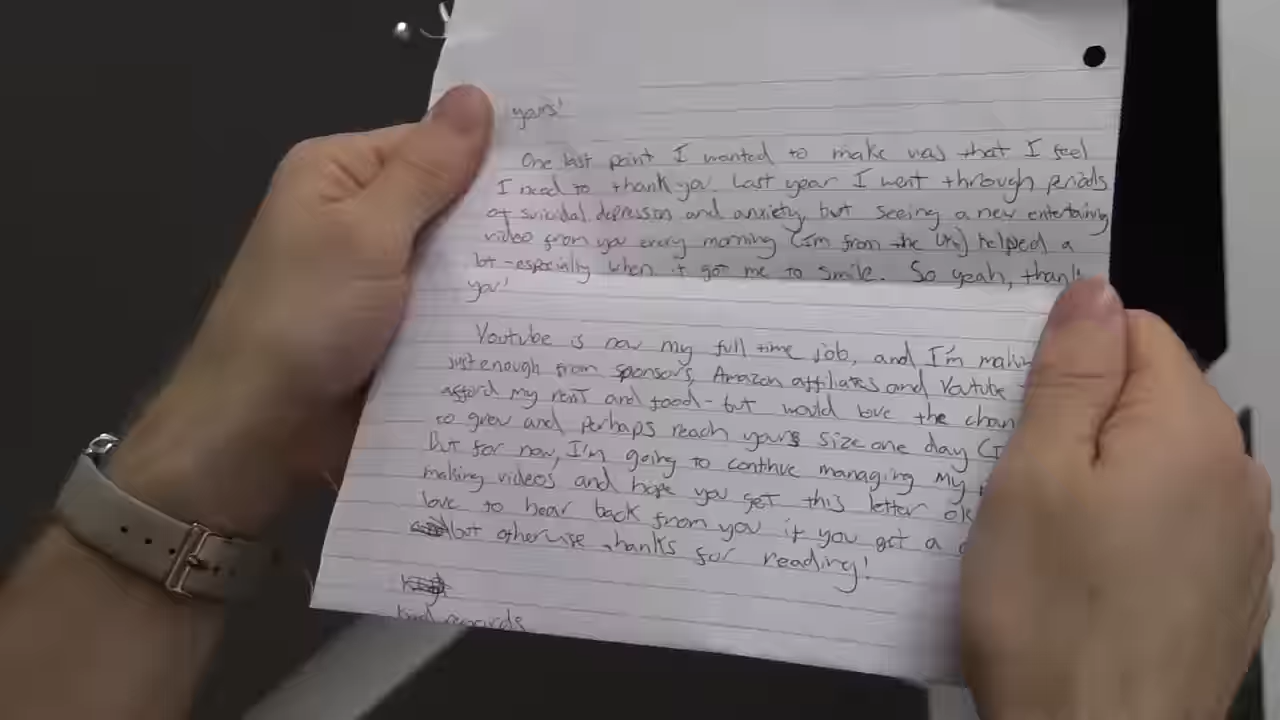 yours!
One last point I wanted to make was that I feel
I need to thank you. Last year I went through periods
of suicidal depression and anxiety, but seeing a new entertaining
video from you every morning (I'm from the UK) helped a
lot - especially when it got me to smile. So yeah, thank
you!
Youtube is now my full time job, and I'm makin
just enough from sponsors, Amazon affiliates and Youtube
afford my rent and food - but would love the chan
to grow and perhaps reach yours size one day
But for now, I'm going to continue managing my
making videos and hope you get this letter ok
love to hear back from you if you got a
but otherwise thanks for reading!
kind regards